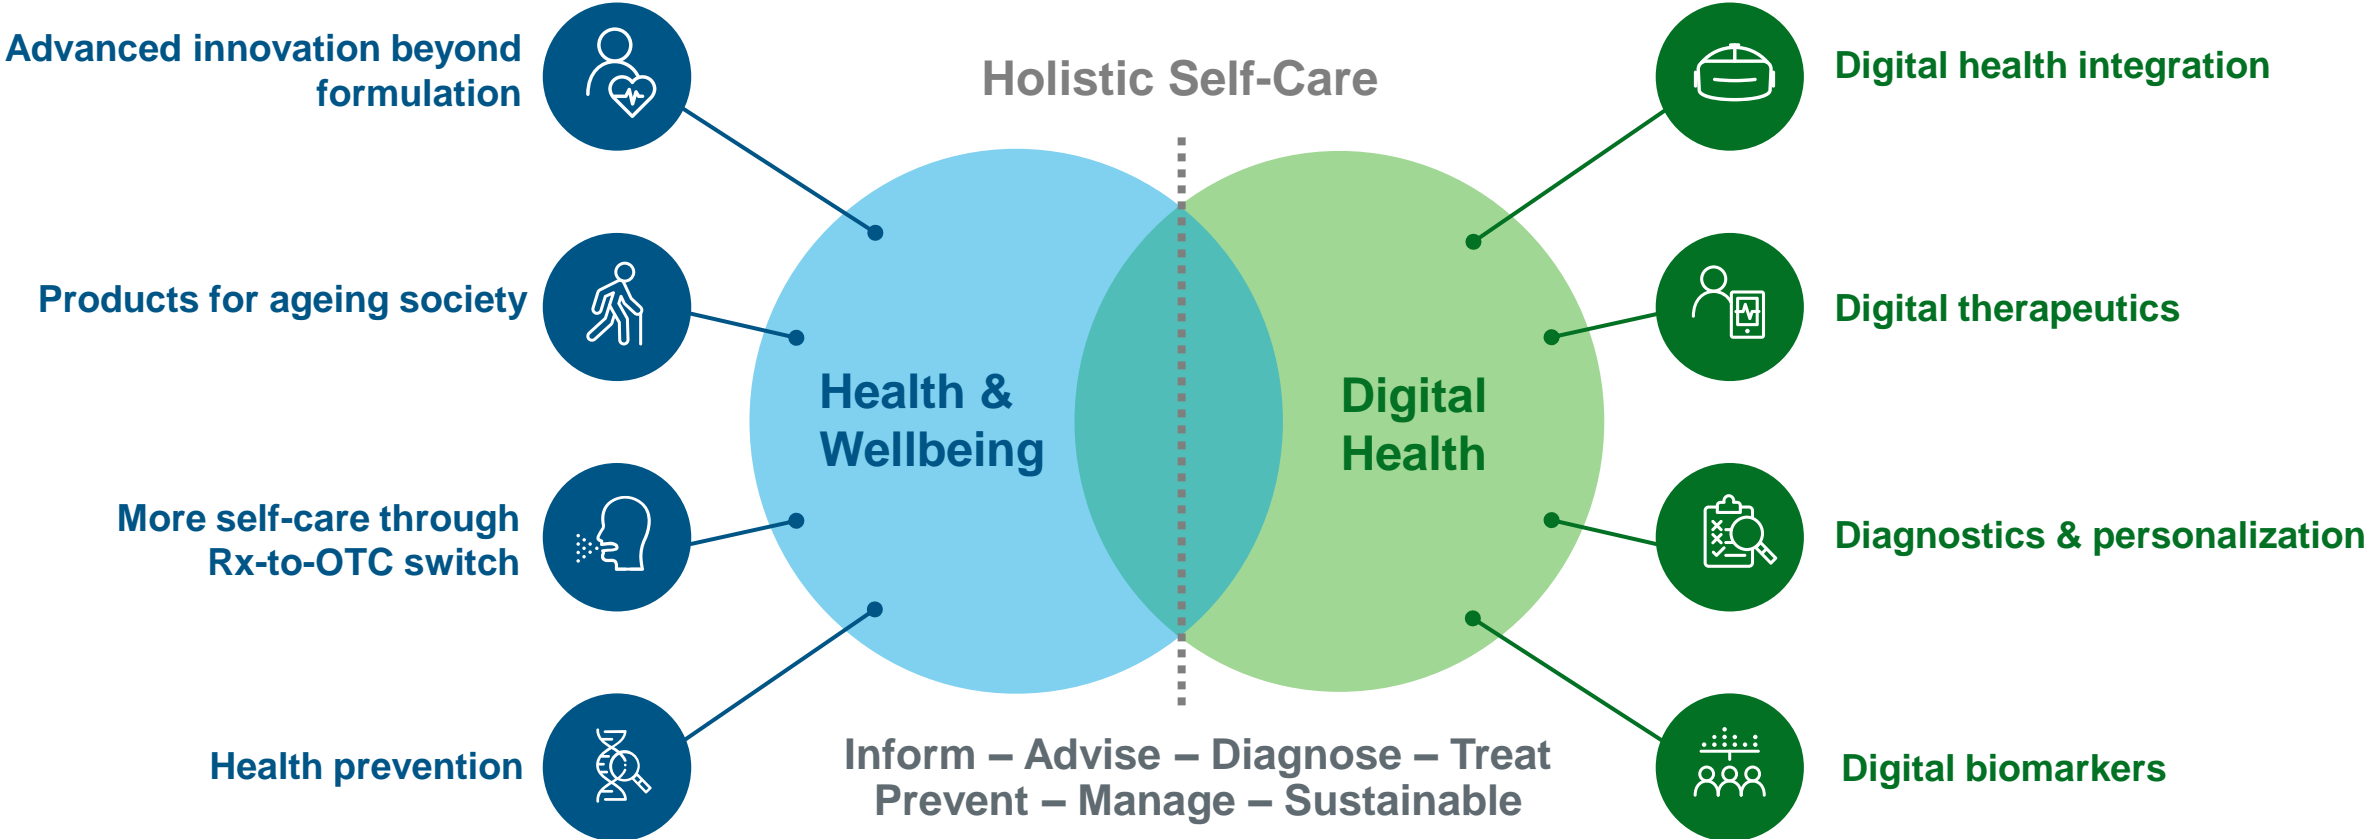 Holistic Self-Care
Advanced innovation beyond
formulation
Products for ageing society
More self-care through
Rx-to-OTC switch
Health prevention
Health &
Wellbeing
Digital
Health
Digital health integration
Digital therapeutics
Diagnostics & personalization
Digital biomarkers
Inform – Advise – Diagnose – Treat
Prevent – Manage – Sustainable